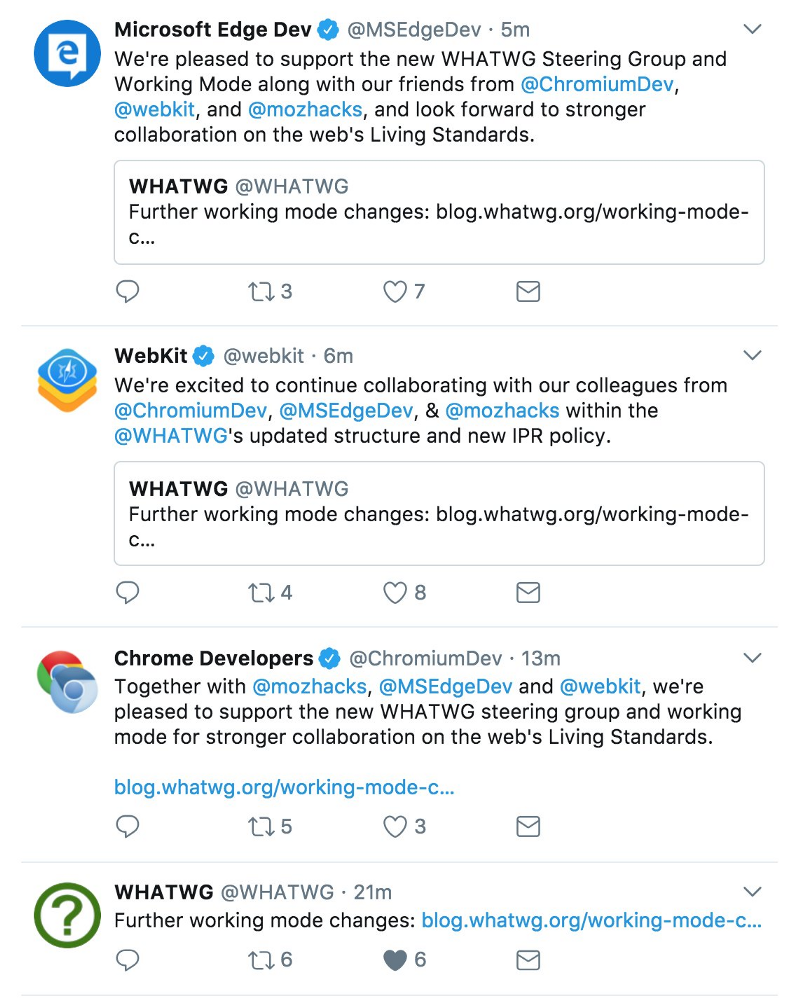 Microsoft Edge Dev @MSEdgeDev · 5m
We're pleased to support the new WHATWG Steering Group and
Working Mode along with our friends from @ChromiumDev,
@webkit, and @mozhacks, and look forward to stronger
collaboration on the web's Living Standards.
WHATWG @WHATWG
Further working mode changes: blog.whatwg.org/working-mode-
c...
3 7
WebKit @webkit · 6m
We're excited to continue collaborating with our colleagues from
@ChromiumDev, @MSEdgeDev, & @mozhacks within the
@WHATWG's updated structure and new IPR policy.
WHATWG @WHATWG
Further working mode changes: blog.whatwg.org/working-mode-
c...
4 8
Chrome Developers @ChromiumDev · 13m
Together with @mozhacks, @MSEdgeDev and @webkit, we're
pleased to support the new WHATWG steering group and working
mode for stronger collaboration on the web's Living Standards.
blog.whatwg.org/working-mode-c...
5 3
WHATWG @WHATWG · 21m
Further working mode changes: blog.whatwg.org/working-mode-c...
6 6